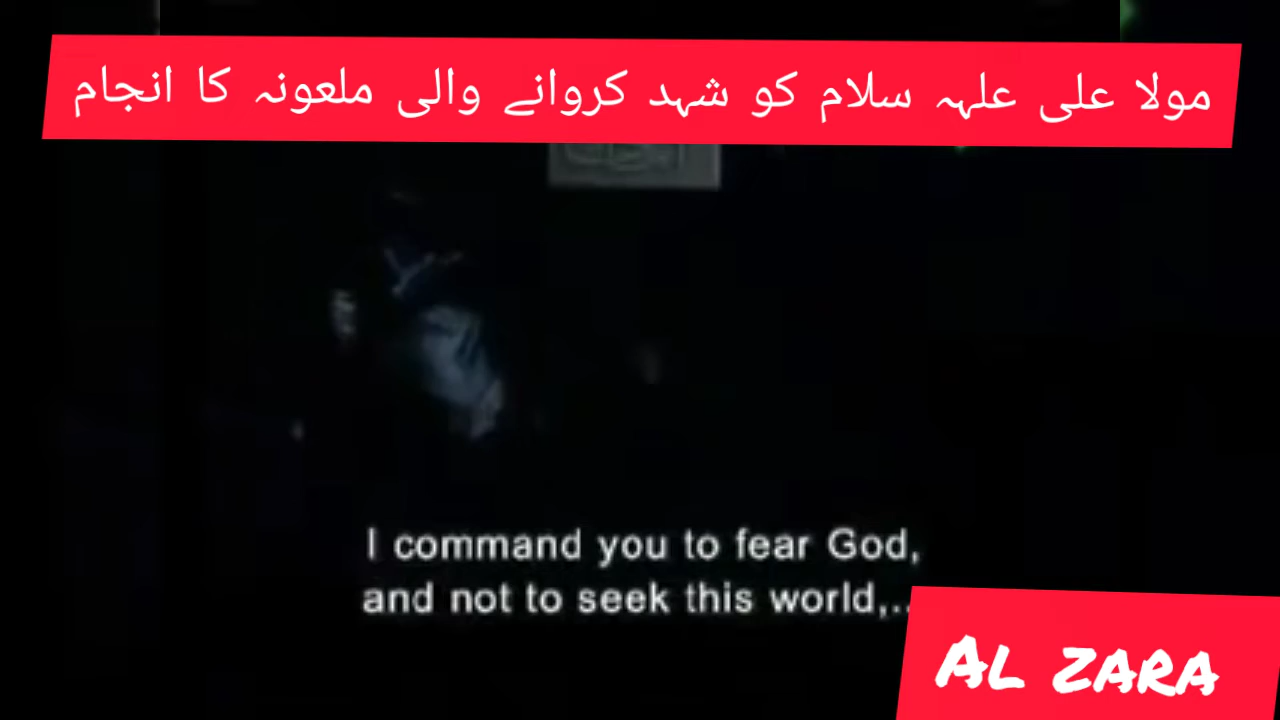 مولا علی علہہ سلام کو شہد کروانے والی ملعونہ کا انجام
I command you to fear God,
and not to seek this world,..
AL ZARA